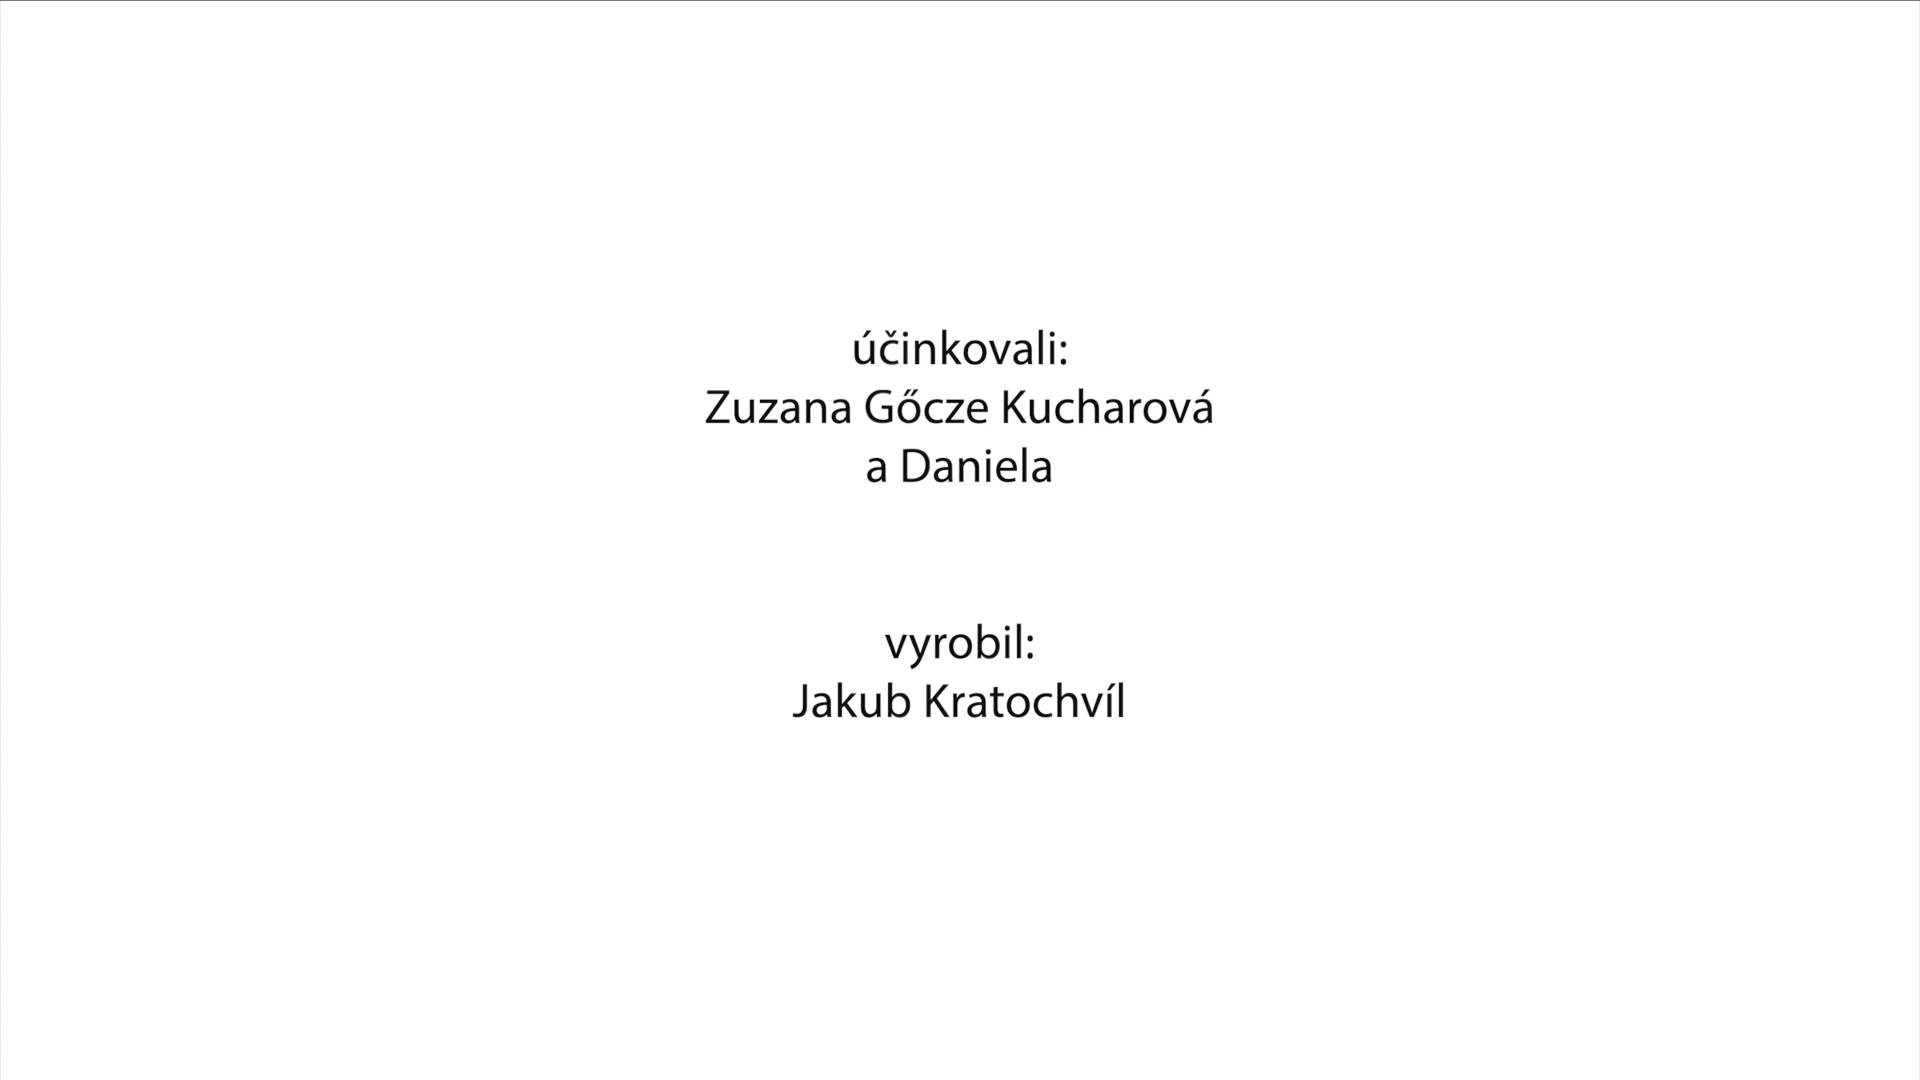 účinkovali:
Zuzana Gőcze Kucharová
a Daniela
vyrobil:
Jakub Kratochvíl